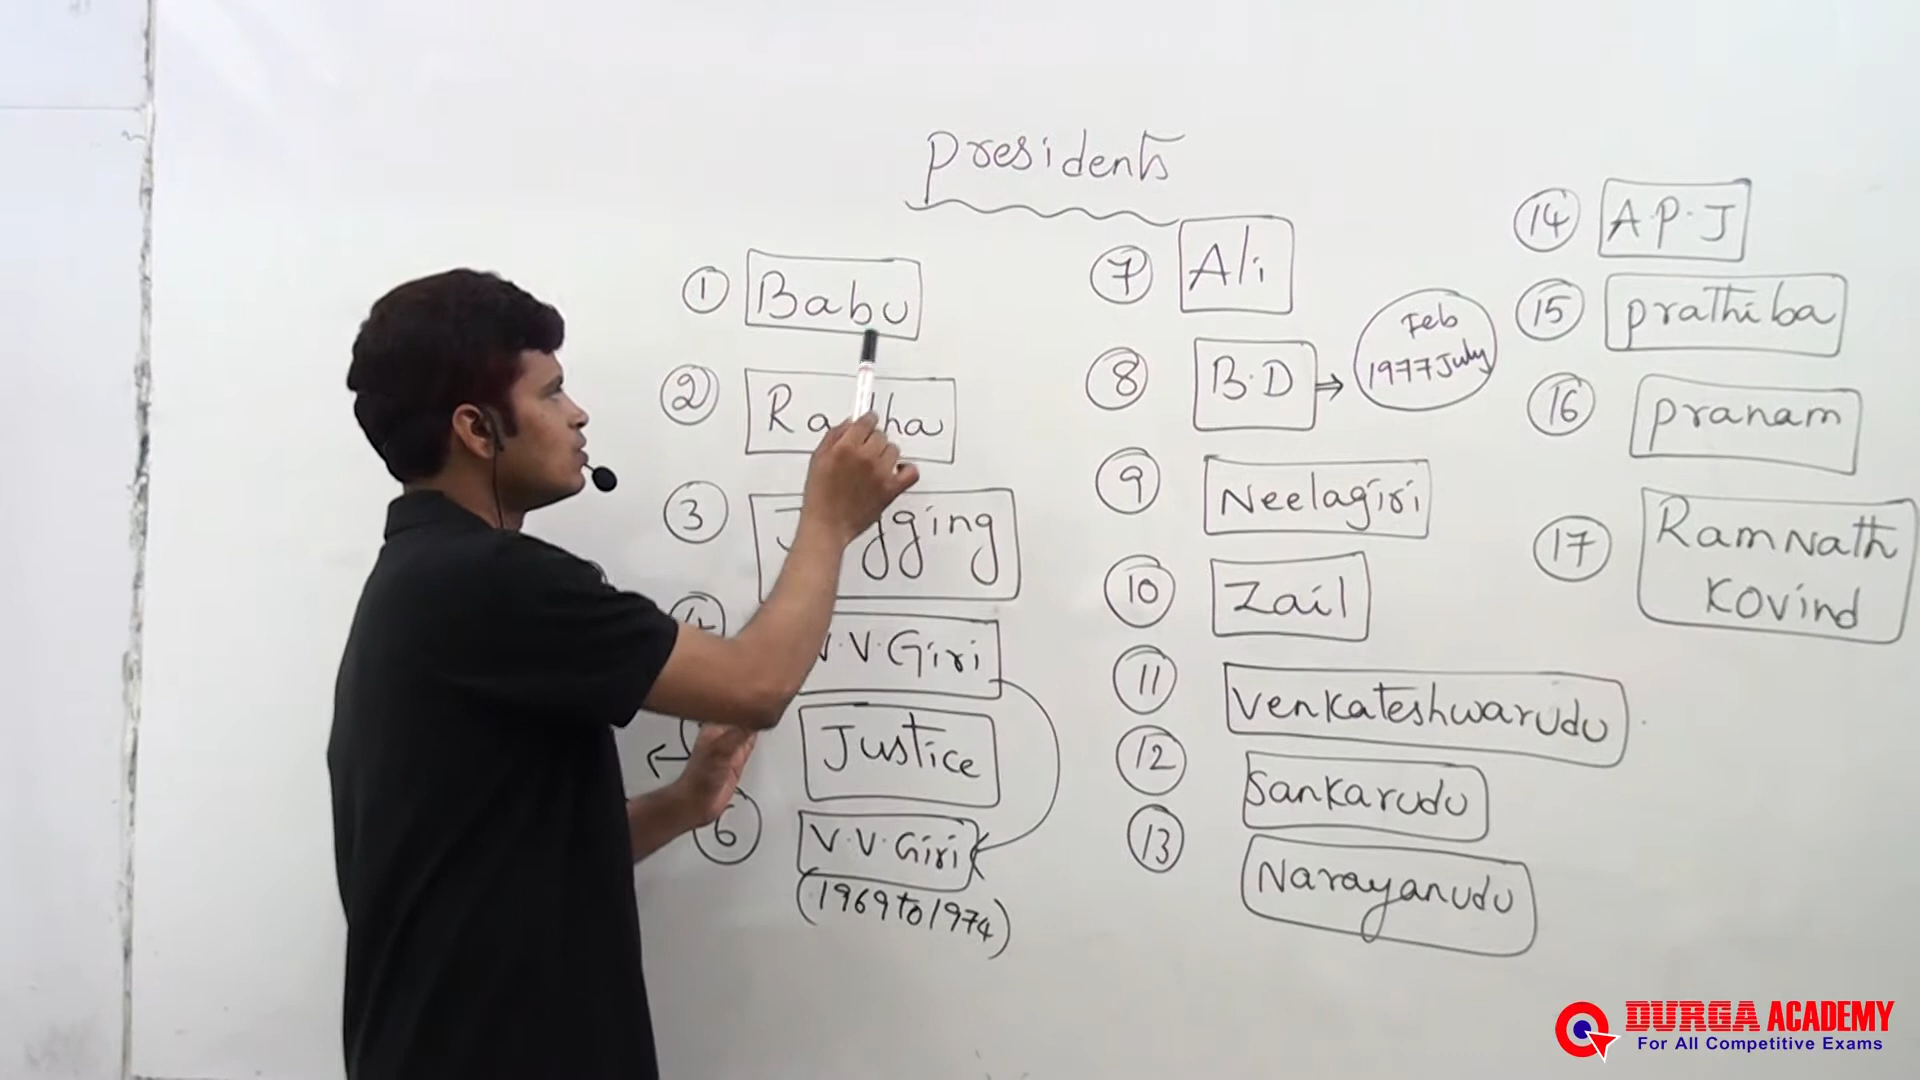 Presidents
1 Babu
2
3
V.V.Giri
Justice
6 V.V.Giri
(1969 to 1974)
7 Ali
8 B.D → Feb
1977 July
9 Neelagiri
10 Zail
11 Venkateshwarudu
12 Sankarudu
13 Narayanudu
14 A.P.J
15 prathiba
16 pranam
17 Ramnath
Kovind
DURGA ACADEMY
For All Competitive Exams